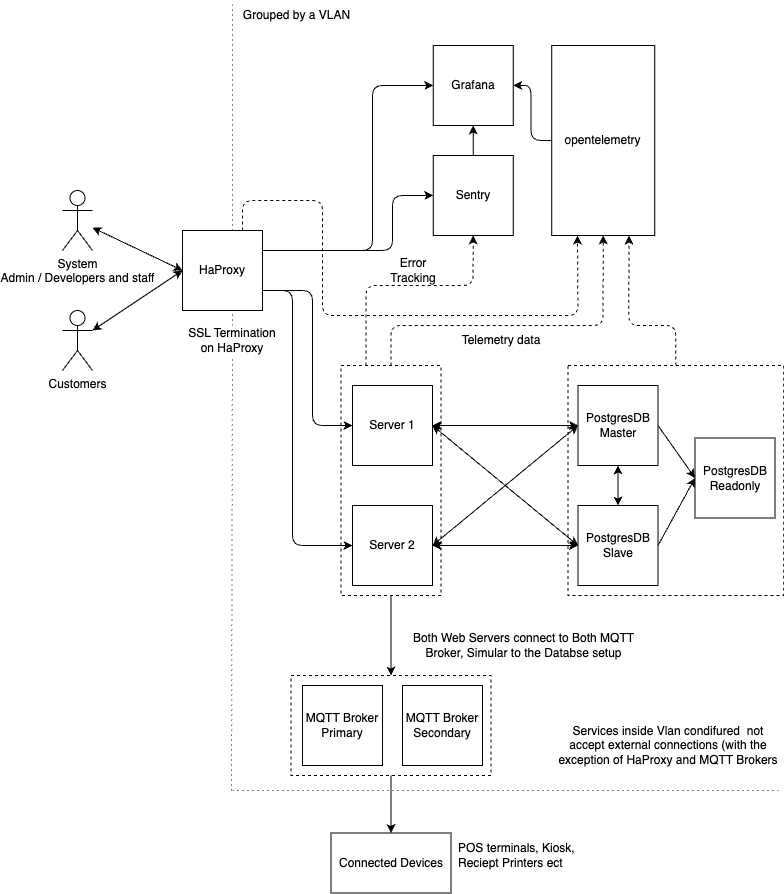 Grouped by a VLAN
Grafana
opentelemetry
Sentry
System
Admin / Developers and staff
HaProxy
Error
Tracking
SSL Termination
on HaProxy
Telemetry data
Customers
Server 1
PostgresDB
Master
PostgresDB
Readonly
Server 2
PostgresDB
Slave
Both Web Servers connect to Both MQTT
Broker, Simular to the Databse setup
MQTT Broker
Primary
MQTT Broker
Secondary
Services inside Vlan condifured  not
accept external connections (with the
exception of HaProxy and MQTT Brokers
Connected Devices
POS terminals, Kiosk,
Reciept Printers ect